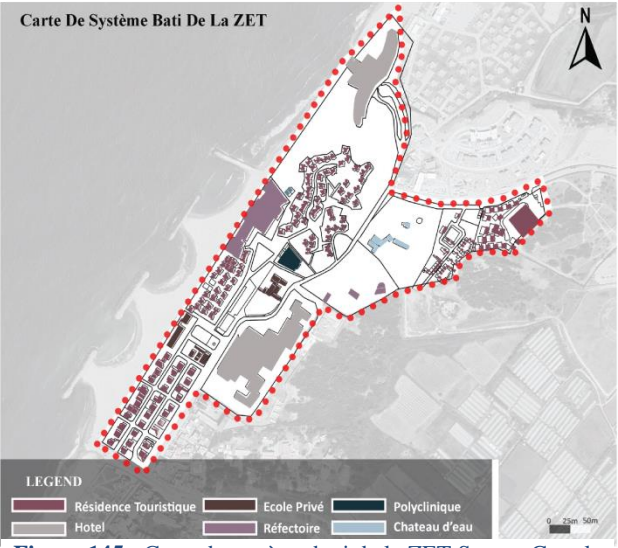 Carte De Système Bati De La ZET
N
LEGEND
Résidence Touristique
Ecole Privé
Polyclinique
Hotel
Réfectoire
Chateau d'eau
0 25m 50m